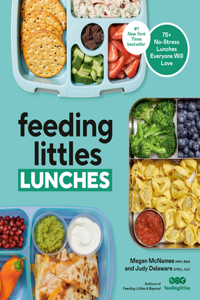 #1
New York
Times
bestseller
75+
No-Stress
Lunches
Everyone Will
Love
feeding
littles
LUNCHES
Megan McNamee MPH, RDN
and Judy Delaware OTR/L, CLC
Authors of
Feeding Littles & Beyond
feedinglittles